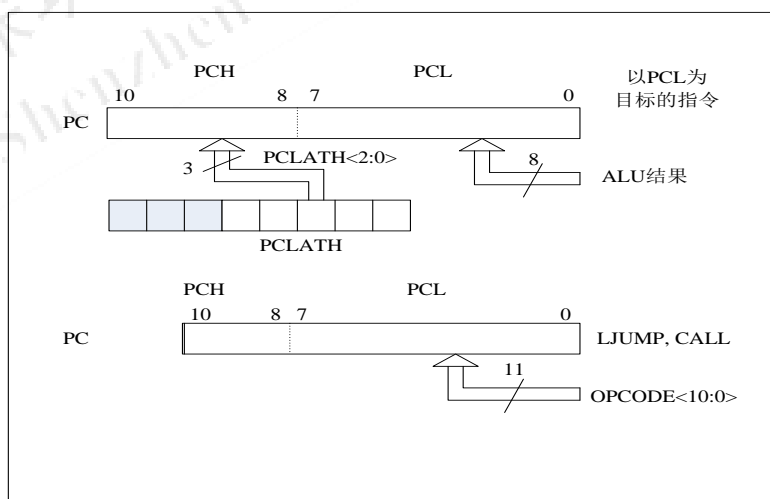 Shenzhen
PCH PCL
10 8 7 0
以PCL为
目标的指令
PC
3 PCLATH<2:0>
8
ALU结果
PCLATH
PCH PCL
10 8 7 0
PC LJUMP, CALL
11
OPCODE<10:0>